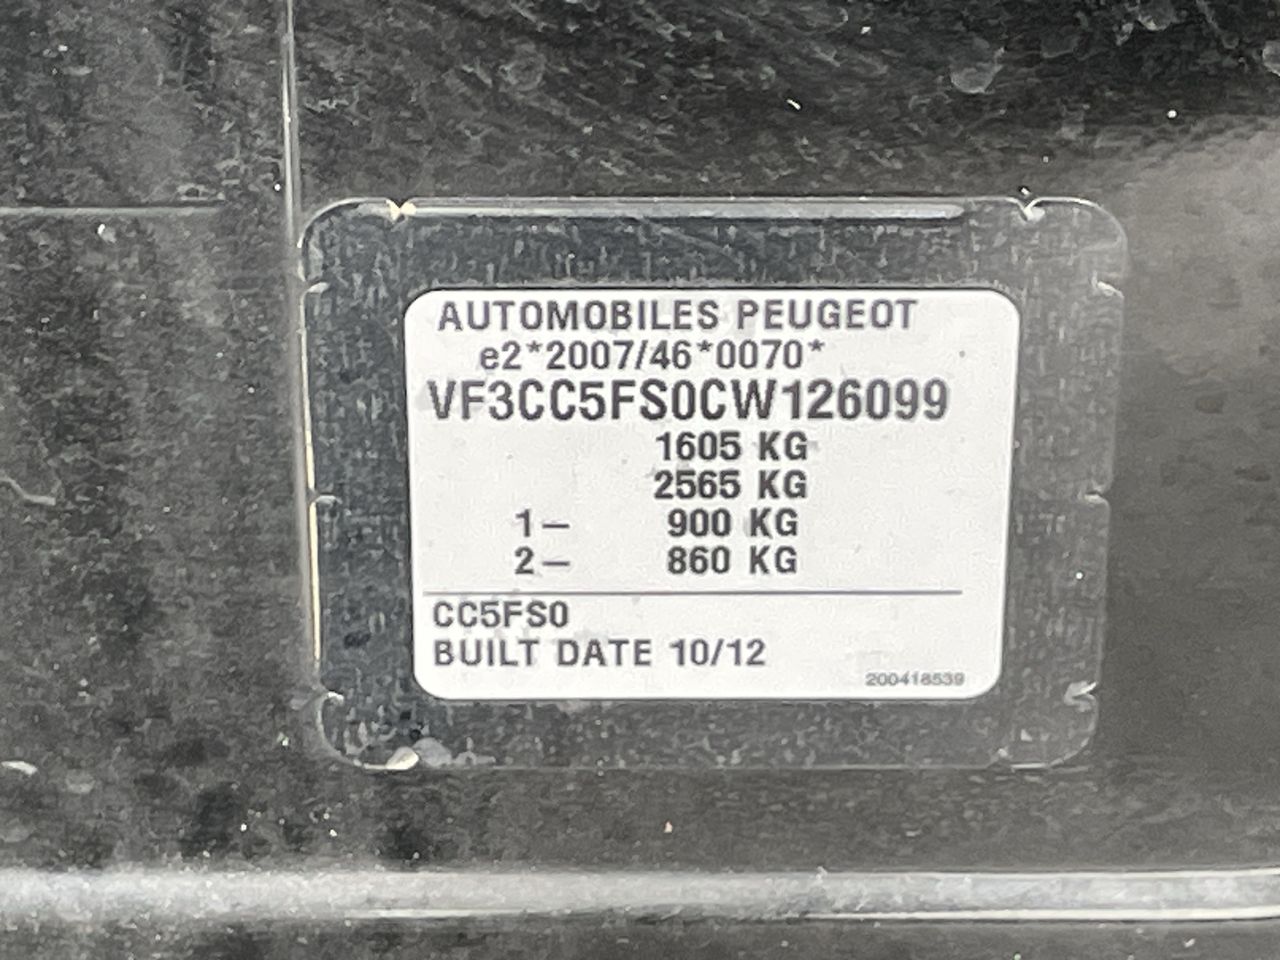 AUTOMOBILES PEUGEOT
e2*2007/46*0070*
VF3CC5FS0CW126099
1605 KG
2565 KG
1– 900 KG
2– 860 KG
CC5FS0
BUILT DATE 10/12
200418539